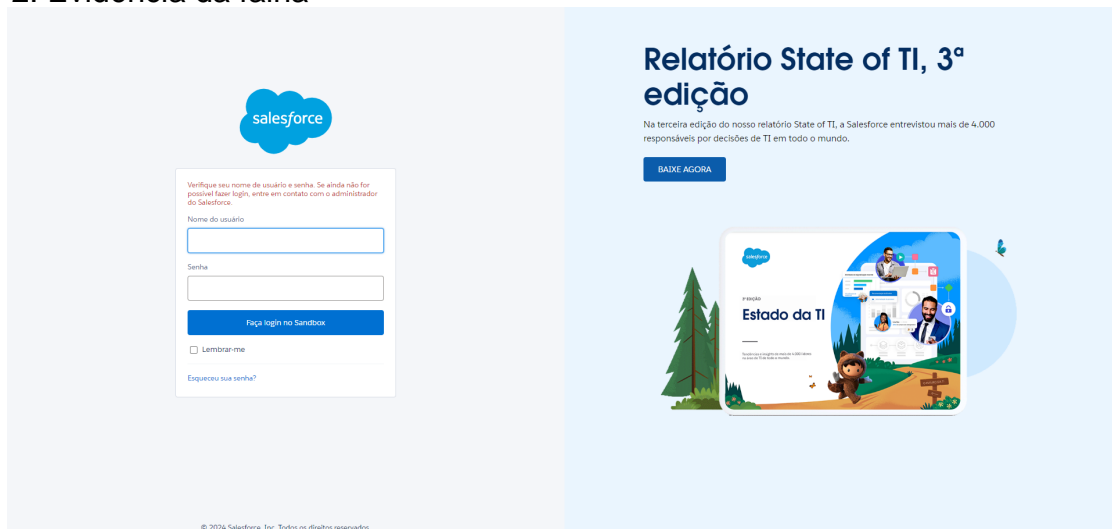 2. Evidência da falha
salesforce
Verifique seu nome de usuário e senha. Se ainda não for
possível fazer login, entre em contato com o administrador
do Salesforce.
Nome do usuário
Senha
Faça login no Sandbox
Lembrar-me
Esqueceu sua senha?
© 2024 Salesforce, Inc. Todos os direitos reservados.
Relatório State of TI, 3ª
edição
Na terceira edição do nosso relatório State of TI, a Salesforce entrevistou mais de 4.000
responsáveis por decisões de TI em todo o mundo.
BAIXE AGORA
salesforce
3ª EDIÇÃO
Estado da TI